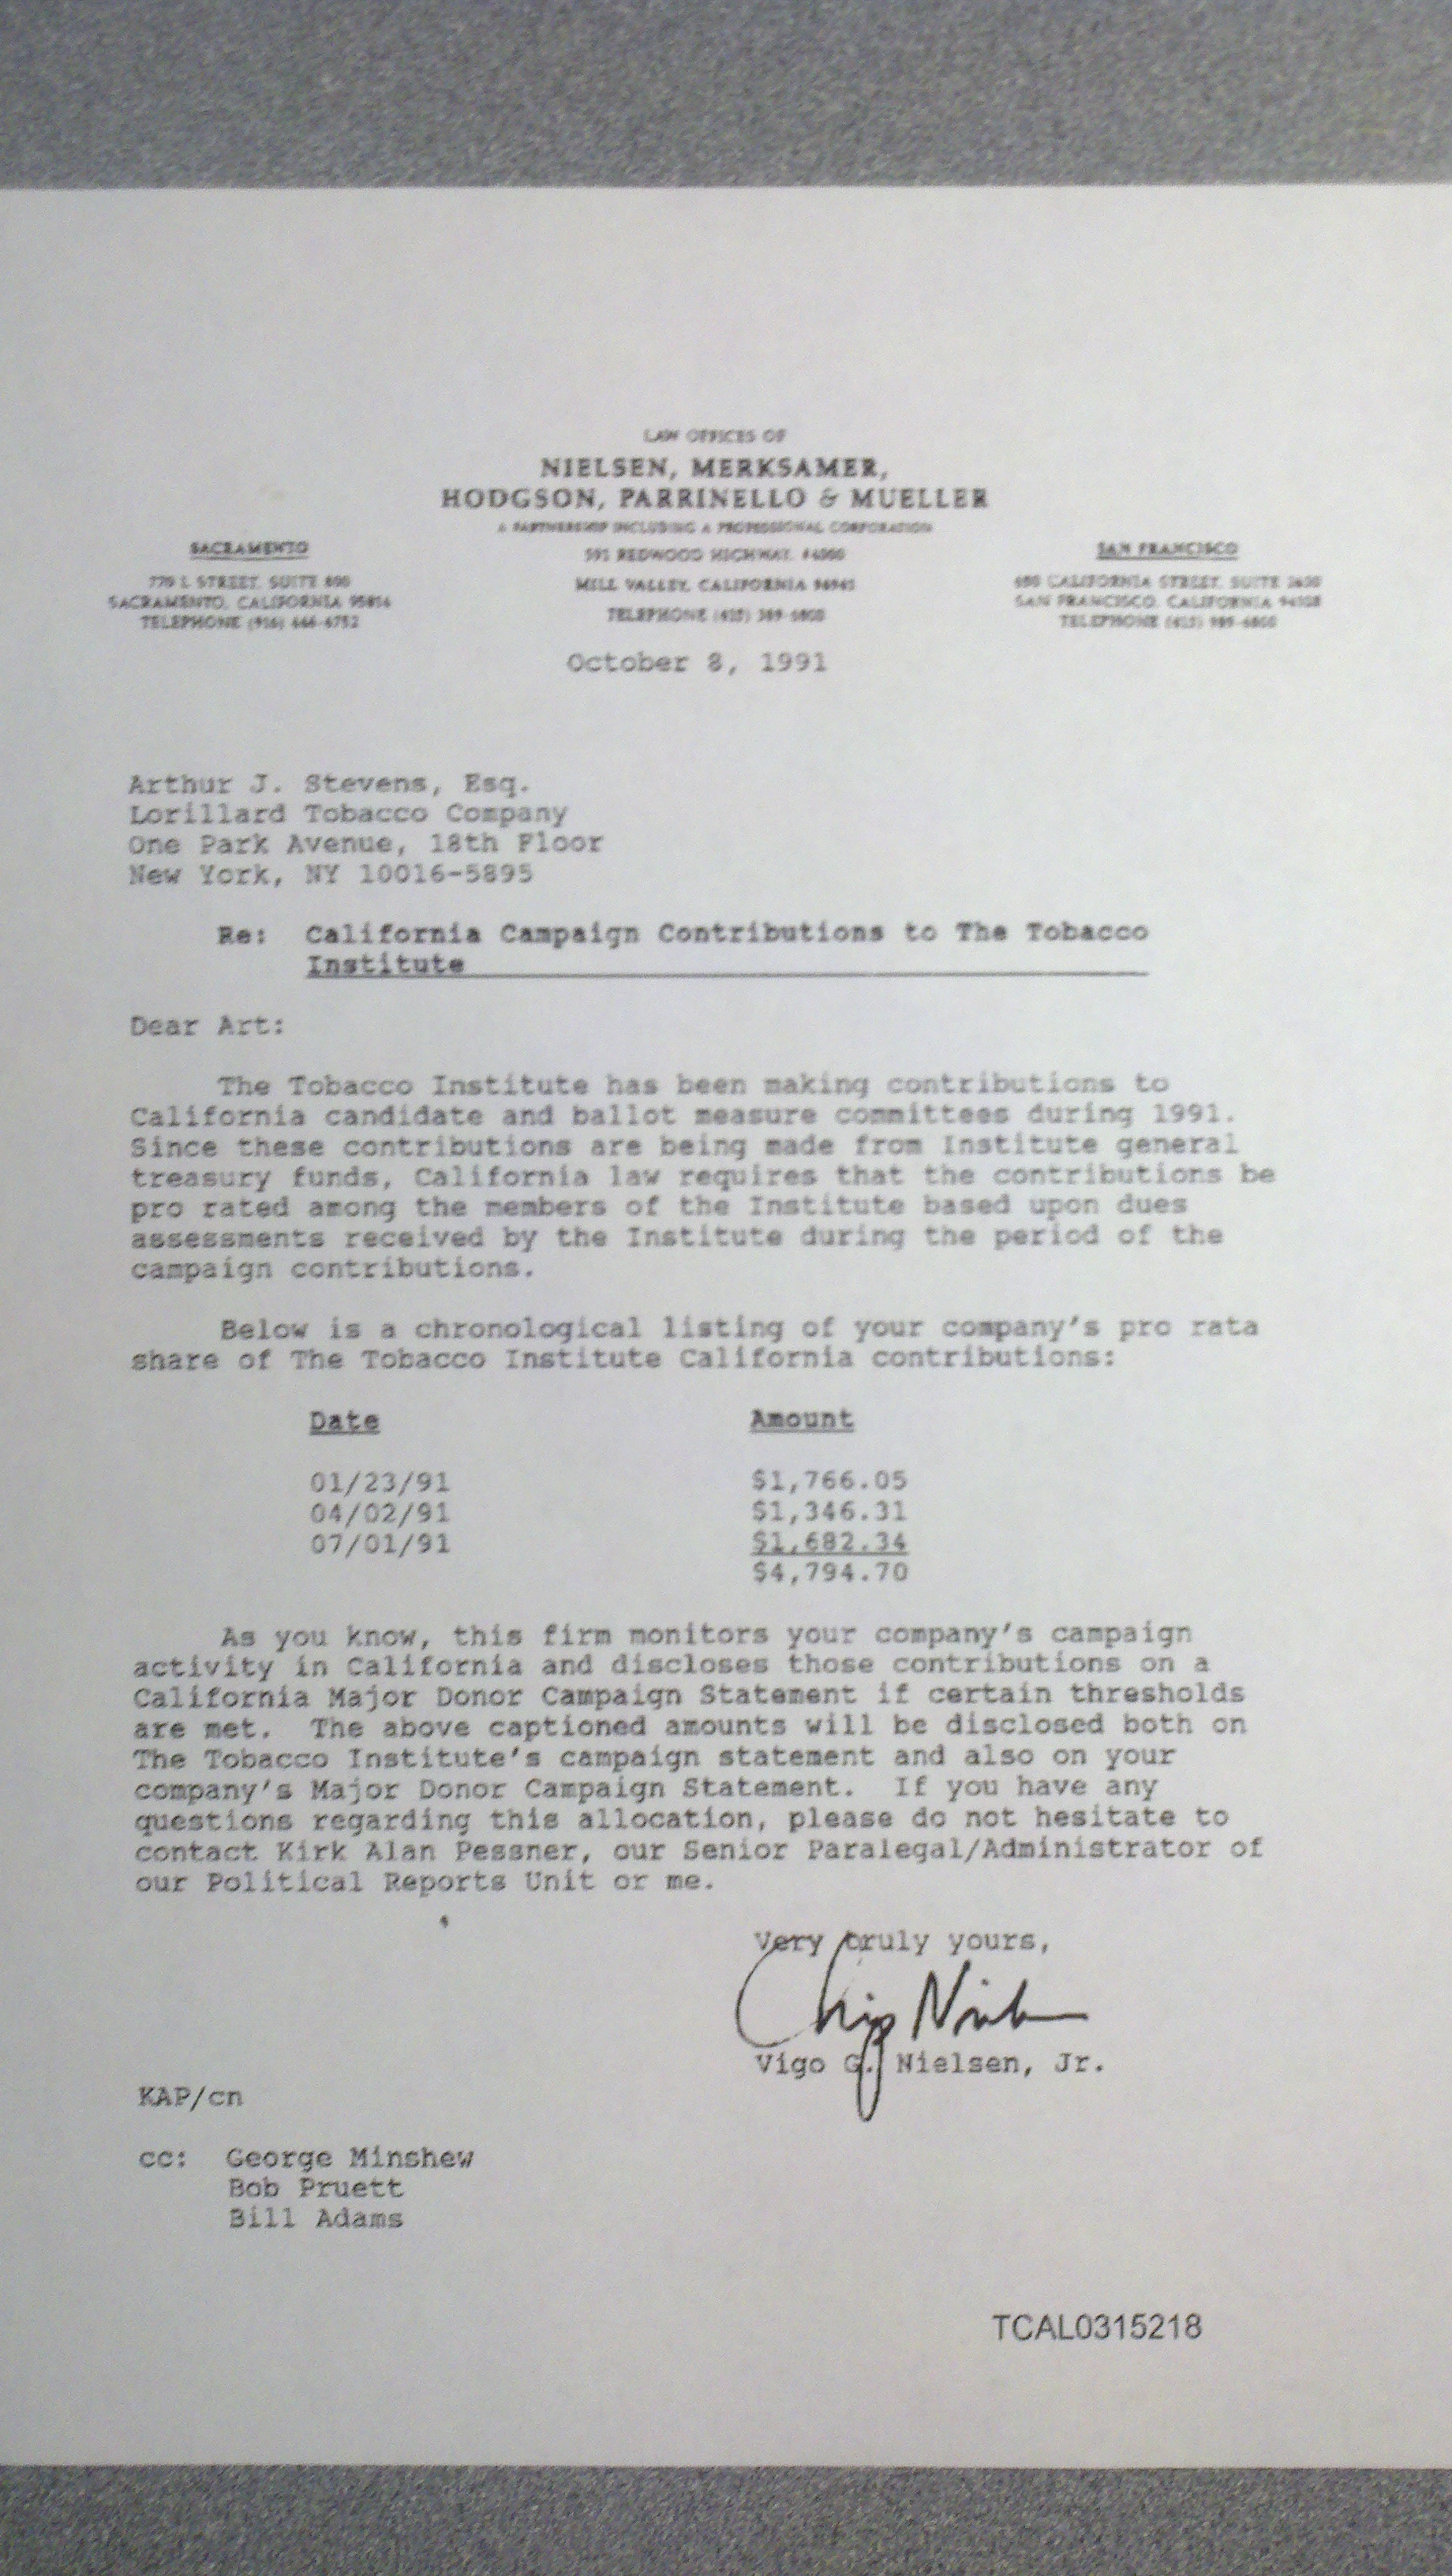 LAW OFFICES OF
NIELSEN, MERKSAMER,
HODGSON, PARRINELLO & MUELLER
A PARTNERSHIP INCLUDING A PROFESSIONAL CORPORATION
SACRAMENTO
770 L STREET, SUITE 800
SACRAMENTO, CALIFORNIA 95814
TELEPHONE (916) 446-6752
591 REDWOOD HIGHWAY, #4000
MILL VALLEY, CALIFORNIA 94941
TELEPHONE (415) 389-6800
SAN FRANCISCO
CALIFORNIA STREET, SUITE
SAN FRANCISCO, CALIFORNIA
TELEPHONE (415) 989-6800
October 8, 1991
Arthur J. Stevens, Esq.
Lorillard Tobacco Company
One Park Avenue, 18th Floor
New York, NY 10016-5895
Re: California Campaign Contributions to The Tobacco
Institute
Dear Art:
The Tobacco Institute has been making contributions to
California candidate and ballot measure committees during 1991.
Since these contributions are being made from Institute general
treasury funds, California law requires that the contributions be
pro rated among the members of the Institute based upon dues
assessments received by the Institute during the period of the
campaign contributions.
Below is a chronological listing of your company's pro rata
share of The Tobacco Institute California contributions:
Date Amount
01/23/91 $1,766.05
04/02/91 $1,346.31
07/01/91 $1,682.34
$4,794.70
As you know, this firm monitors your company's campaign
activity in California and discloses those contributions on a
California Major Donor Campaign Statement if certain thresholds
are met. The above captioned amounts will be disclosed both on
The Tobacco Institute's campaign statement and also on your
company's Major Donor Campaign Statement. If you have any
questions regarding this allocation, please do not hesitate to
contact Kirk Alan Pessner, our Senior Paralegal/Administrator of
our Political Reports Unit or me.
Very truly yours,
Chip Nielsen
Vigo G. Nielsen, Jr.
KAP/cn
cc: George Minshew
Bob Pruett
Bill Adams
TCAL0315218